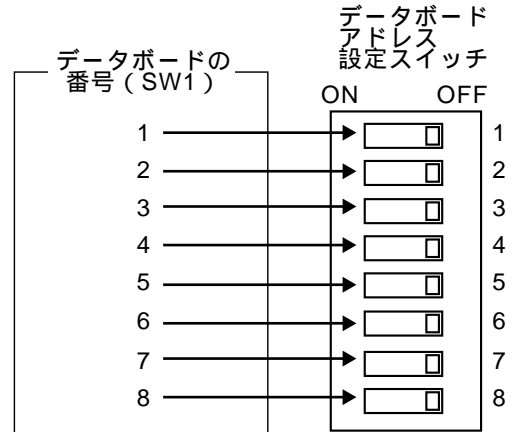 データボードの
番号（SW1）
データボード
アドレス
設定スイッチ
ON OFF
1 1
2 2
3 3
4 4
5 5
6 6
7 7
8 8